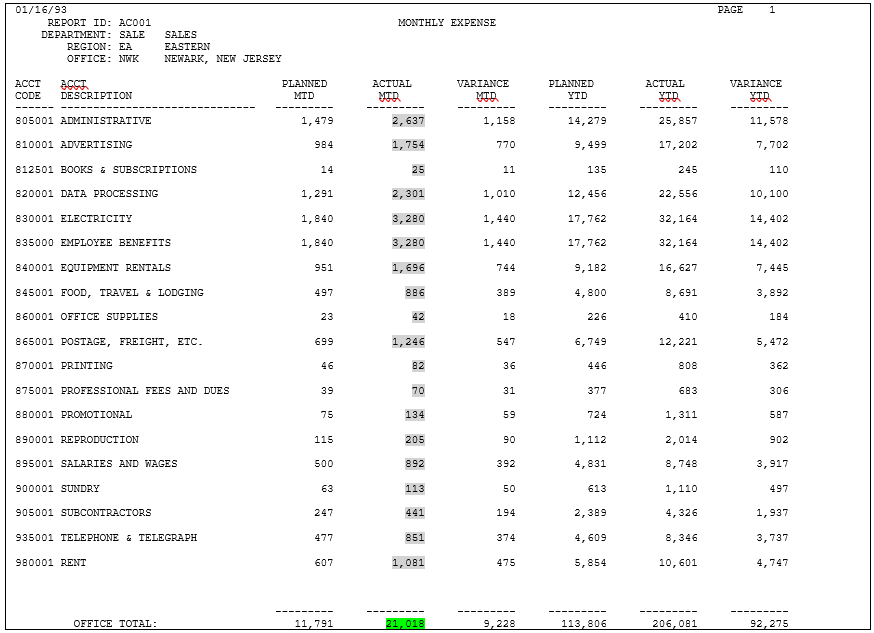 01/16/93 PAGE 1
REPORT ID: AC001 MONTHLY EXPENSE
DEPARTMENT: SALE SALES
REGION: EA EASTERN
OFFICE: NWK NEWARK, NEW JERSEY
ACCT ACCT PLANNED ACTUAL VARIANCE PLANNED ACTUAL VARIANCE
CODE DESCRIPTION MTD MTD MTD YTD YTD YTD
------ ------------------------------ --------- --------- --------- --------- --------- ---------
805001 ADMINISTRATIVE 1,479 2,637 1,158 14,279 25,857 11,578
810001 ADVERTISING 984 1,754 770 9,499 17,202 7,702
812501 BOOKS & SUBSCRIPTIONS 14 25 11 135 245 110
820001 DATA PROCESSING 1,291 2,301 1,010 12,456 22,556 10,100
830001 ELECTRICITY 1,840 3,280 1,440 17,762 32,164 14,402
835000 EMPLOYEE BENEFITS 1,840 3,280 1,440 17,762 32,164 14,402
840001 EQUIPMENT RENTALS 951 1,696 744 9,182 16,627 7,445
845001 FOOD, TRAVEL & LODGING 497 886 389 4,800 8,691 3,892
860001 OFFICE SUPPLIES 23 42 18 226 410 184
865001 POSTAGE, FREIGHT, ETC. 699 1,246 547 6,749 12,221 5,472
870001 PRINTING 46 82 36 446 808 362
875001 PROFESSIONAL FEES AND DUES 39 70 31 377 683 306
880001 PROMOTIONAL 75 134 59 724 1,311 587
890001 REPRODUCTION 115 205 90 1,112 2,014 902
895001 SALARIES AND WAGES 500 892 392 4,831 8,748 3,917
900001 SUNDRY 63 113 50 613 1,110 497
905001 SUBCONTRACTORS 247 441 194 2,389 4,326 1,937
935001 TELEPHONE & TELEGRAPH 477 851 374 4,609 8,346 3,737
980001 RENT 607 1,081 475 5,854 10,601 4,747
--------- --------- --------- --------- --------- ---------
OFFICE TOTAL: 11,791 21,018 9,228 113,806 206,081 92,275